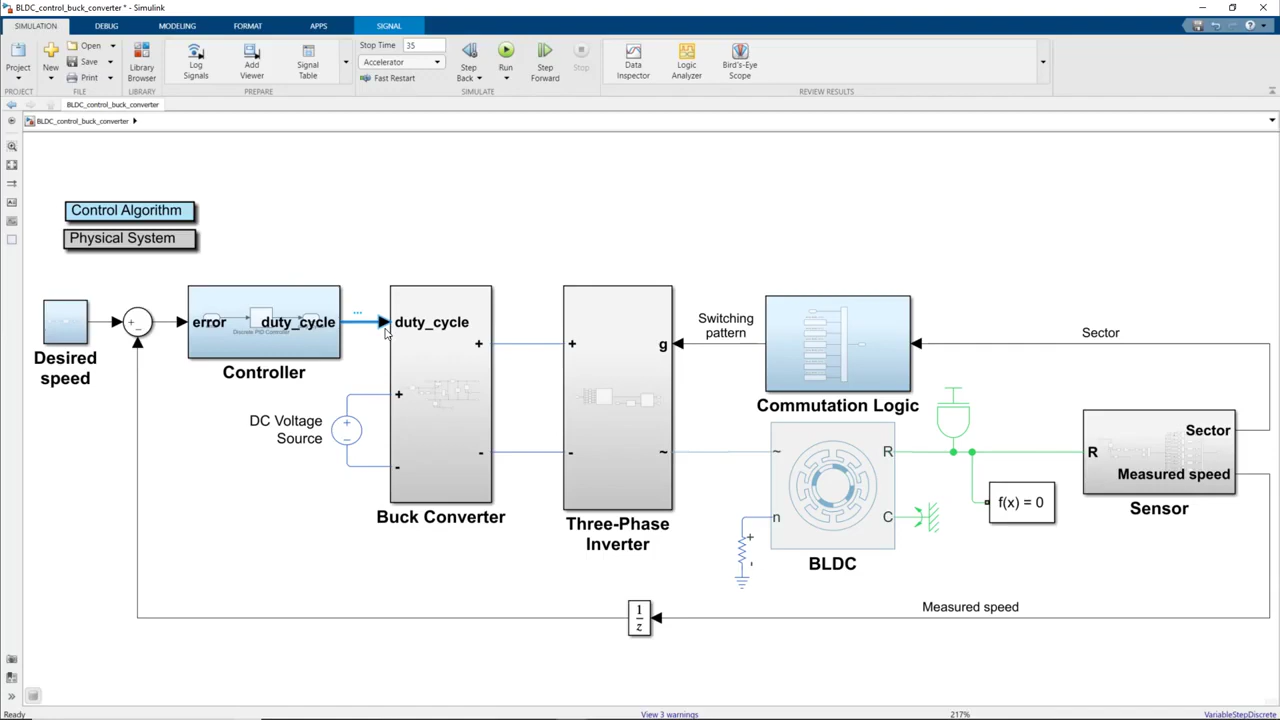 BLDC_control_buck_converter * - Simulink
SIMULATION
DEBUG
MODELING
FORMAT
APPS
SIGNAL
Project
New
Open
Save
Print
Library
Browser
Log
Signals
Add
Viewer
Signal
Table
Stop Time 35
Accelerator
Fast Restart
Step
Back
Run
Step
Forward
Stop
Data
Inspector
Logic
Analyzer
Bird's-Eye
Scope
PROJECT
FILE
LIBRARY
PREPARE
SIMULATE
REVIEW RESULTS
BLDC_control_buck_converter
BLDC_control_buck_converter
Control Algorithm
Physical System
Desired
speed
+
-
error
duty_cycle
Discrete PID Controller
Controller
...
duty_cycle
+
-
+
-
DC Voltage
Source
+
-
Buck Converter
+
-
g
~
Three-Phase
Inverter
Switching
pattern
Commutation Logic
Sector
~
n
R
C
BLDC
+
-
f(x) = 0
R
Sector
Measured speed
Sensor
Measured speed
1
z
Ready
View 3 warnings
217%
VariableStepDiscrete